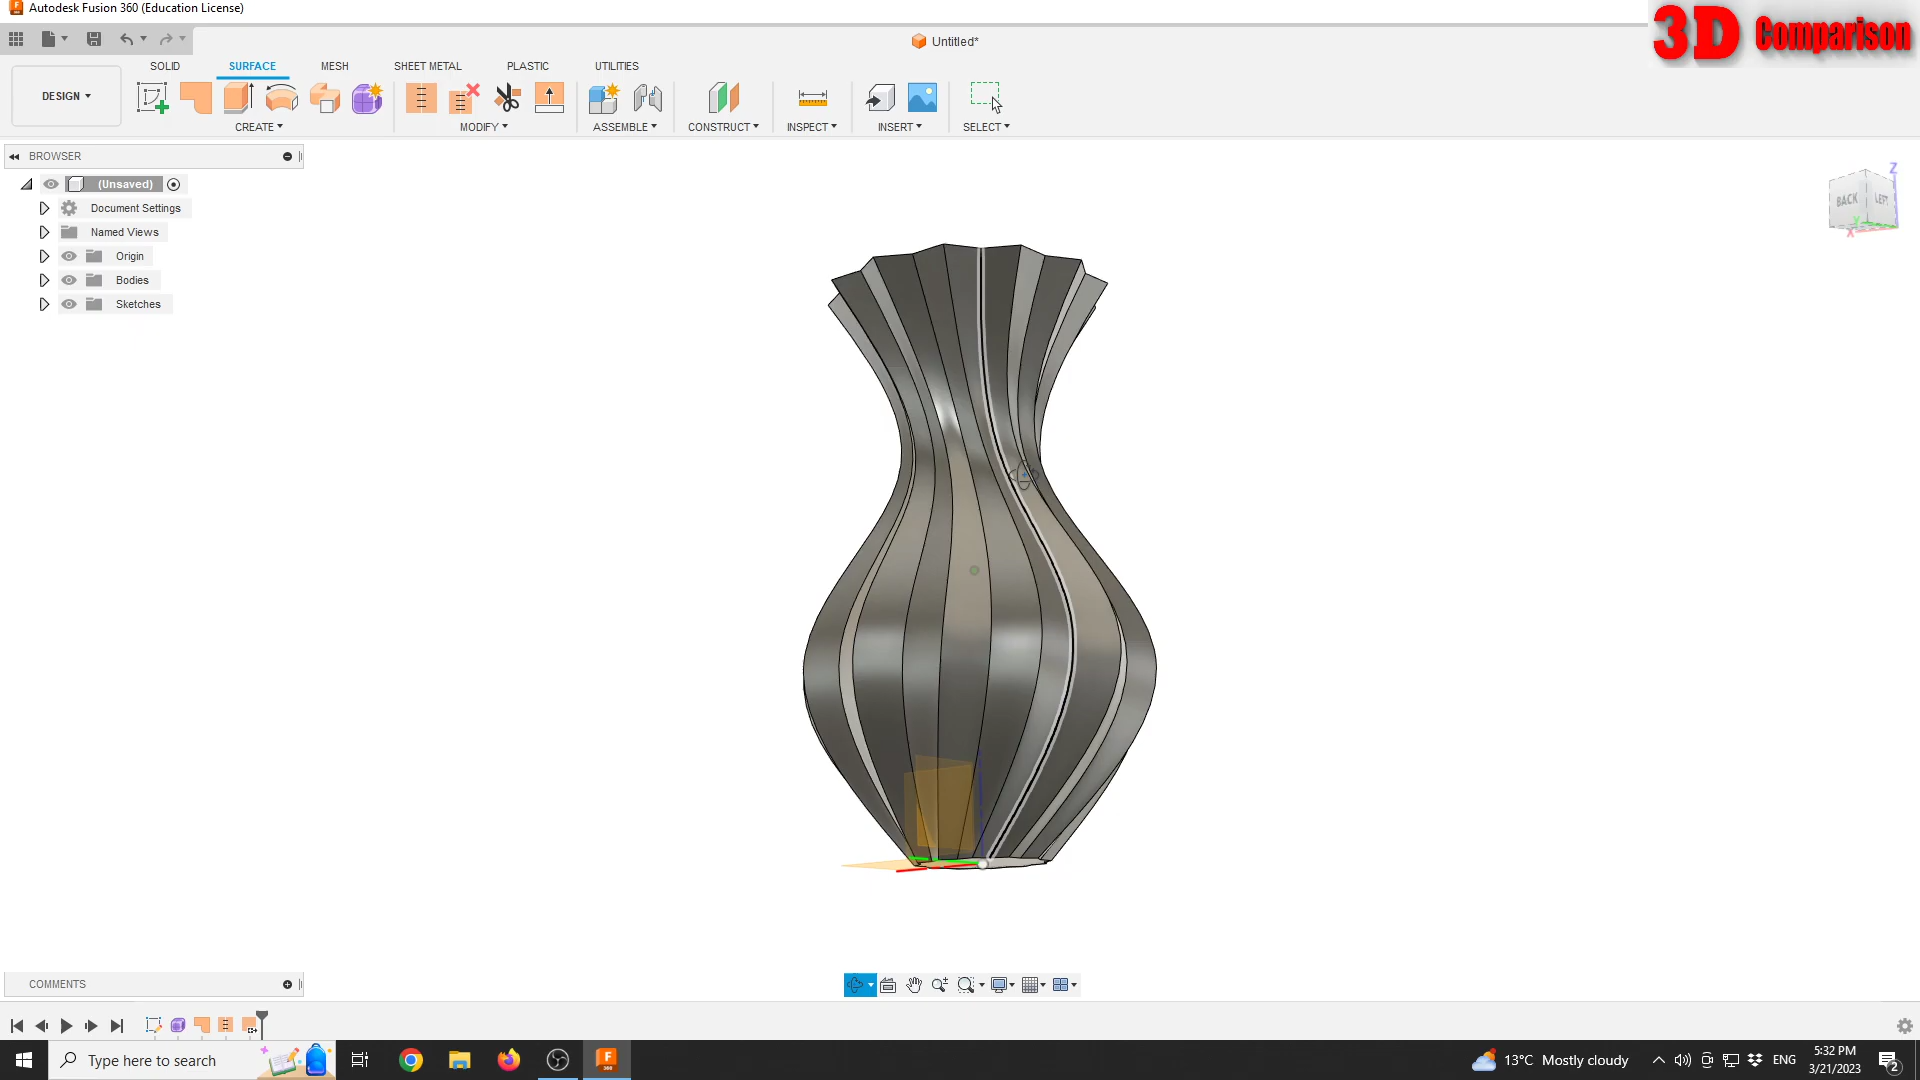 Autodesk Fusion 360 (Education License)
3D Comparison
Untitled*
SOLID SURFACE MESH SHEET METAL PLASTIC UTILITIES
DESIGN
CREATE MODIFY ASSEMBLE CONSTRUCT INSPECT INSERT SELECT
BROWSER
(Unsaved)
Document Settings
Named Views
Origin
Bodies
Sketches
Z
BACK LEFT
Y
X
COMMENTS
Type here to search
13°C Mostly cloudy
ENG
5:32 PM
3/21/2023
2